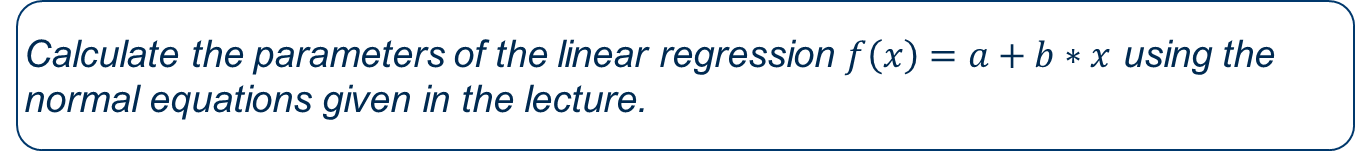 Calculate the parameters of the linear regression 𝑓(𝑥) = 𝑎 + 𝑏 ∗ 𝑥 using the
normal equations given in the lecture.